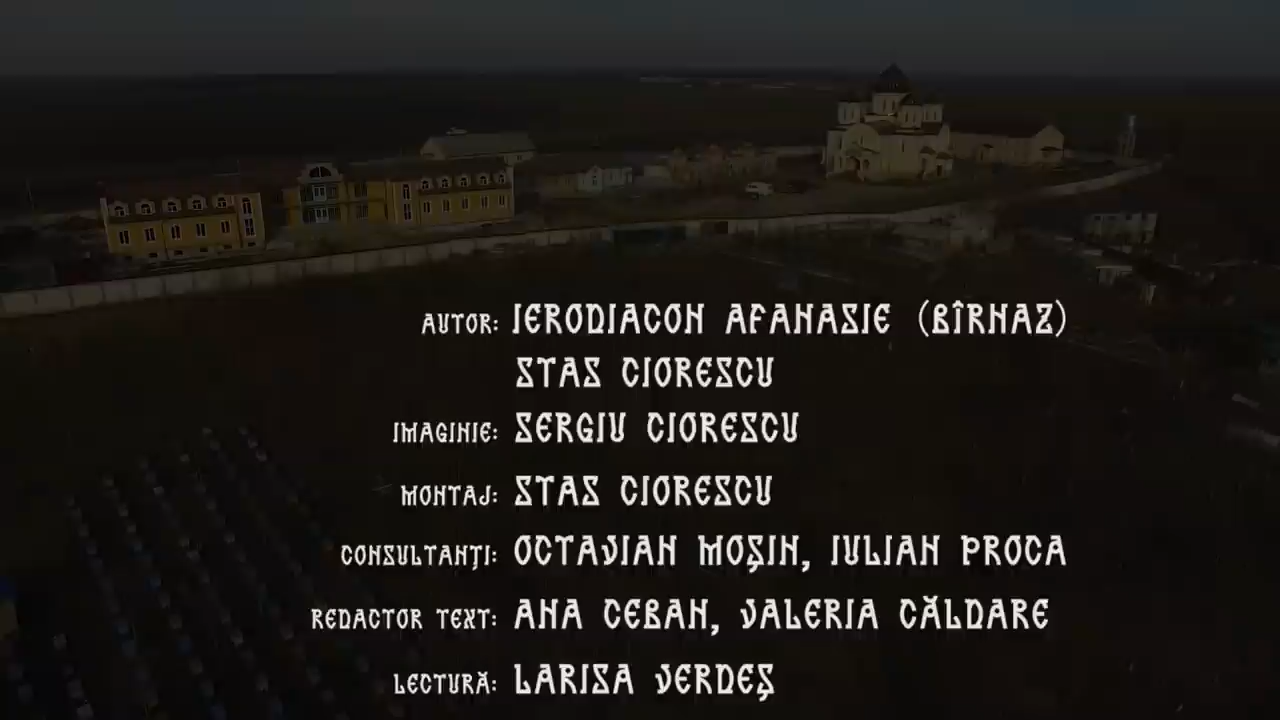 AUTOR: IERODIACON AFANASIE (BÎRNAZ)
STAS CIORESCU
IMAGINIE: SERGIU CIORESCU
MONTAJ: STAS CIORESCU
CONSULTANȚI: OCTAVIAN MOȘIN, IULIAN PROCA
REDACTOR TEXT: ANA CEBAN, VALERIA CĂLDARE
LECTURĂ: LARISA VERDEȘ